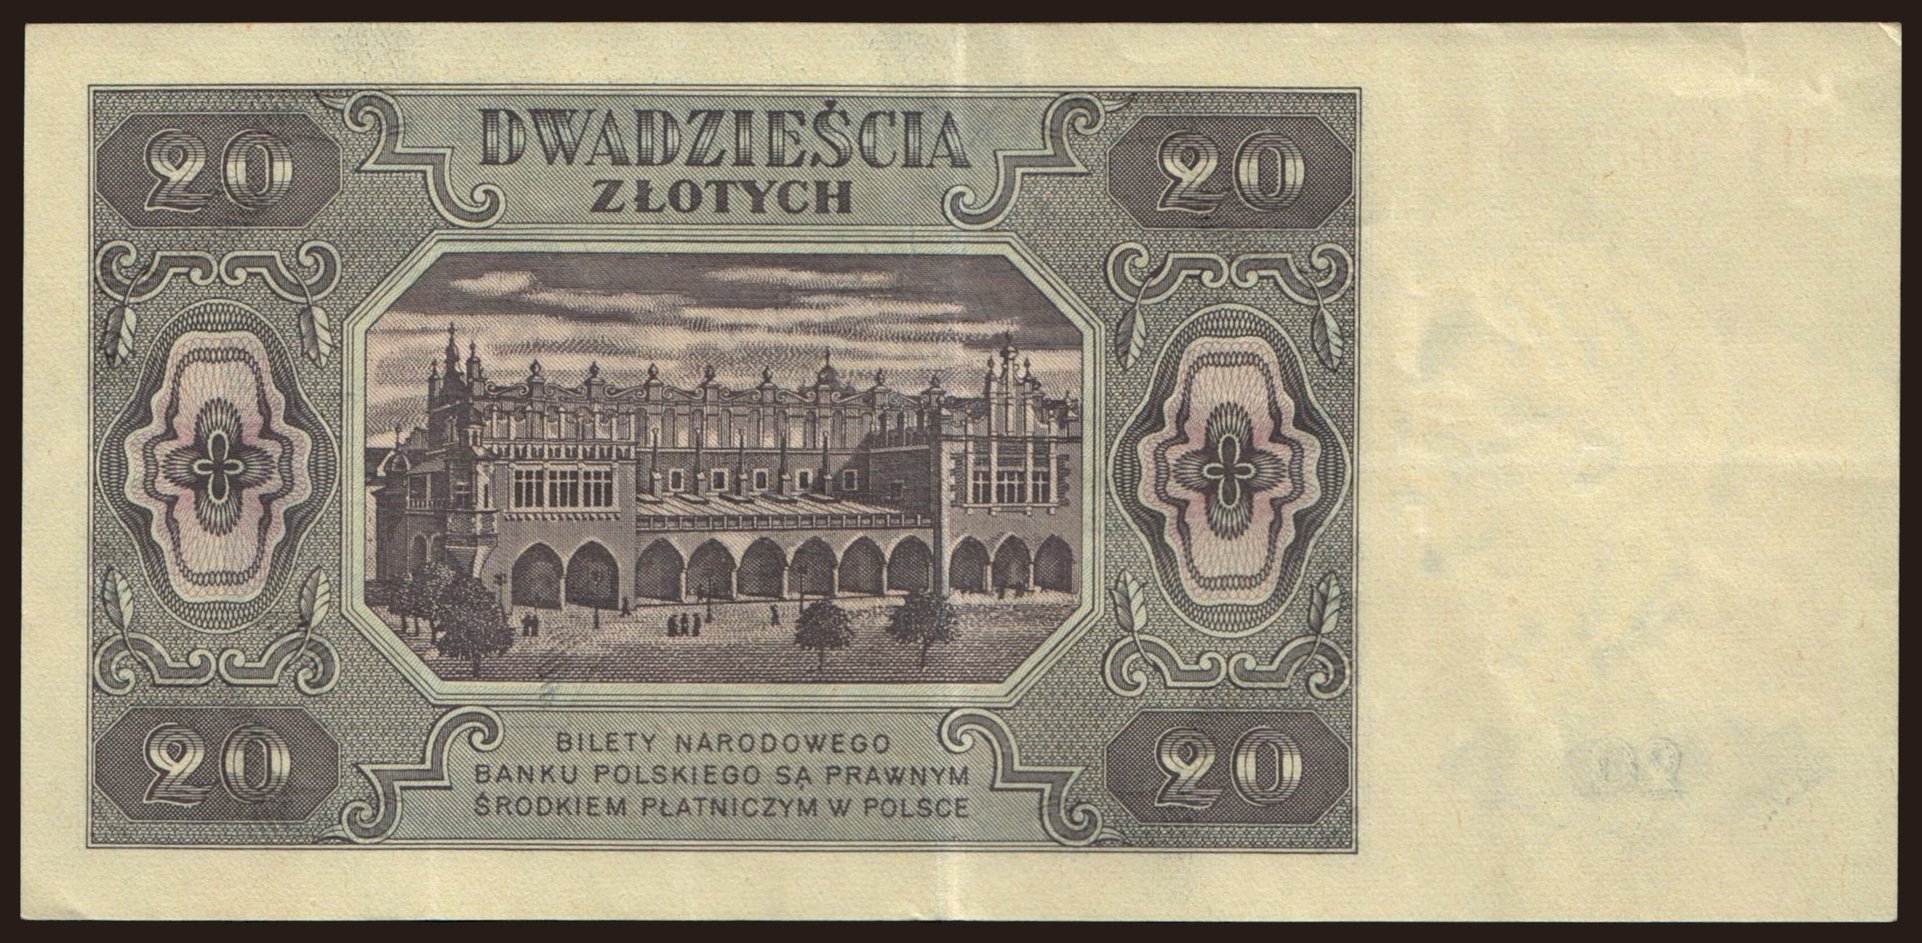 20 DWADZIEŚCIA 20
ZŁOTYCH
20 BILETY NARODOWEGO 20
BANKU POLSKIEGO SĄ PRAWNYM
ŚRODKIEM PŁATNICZYM W POLSCE